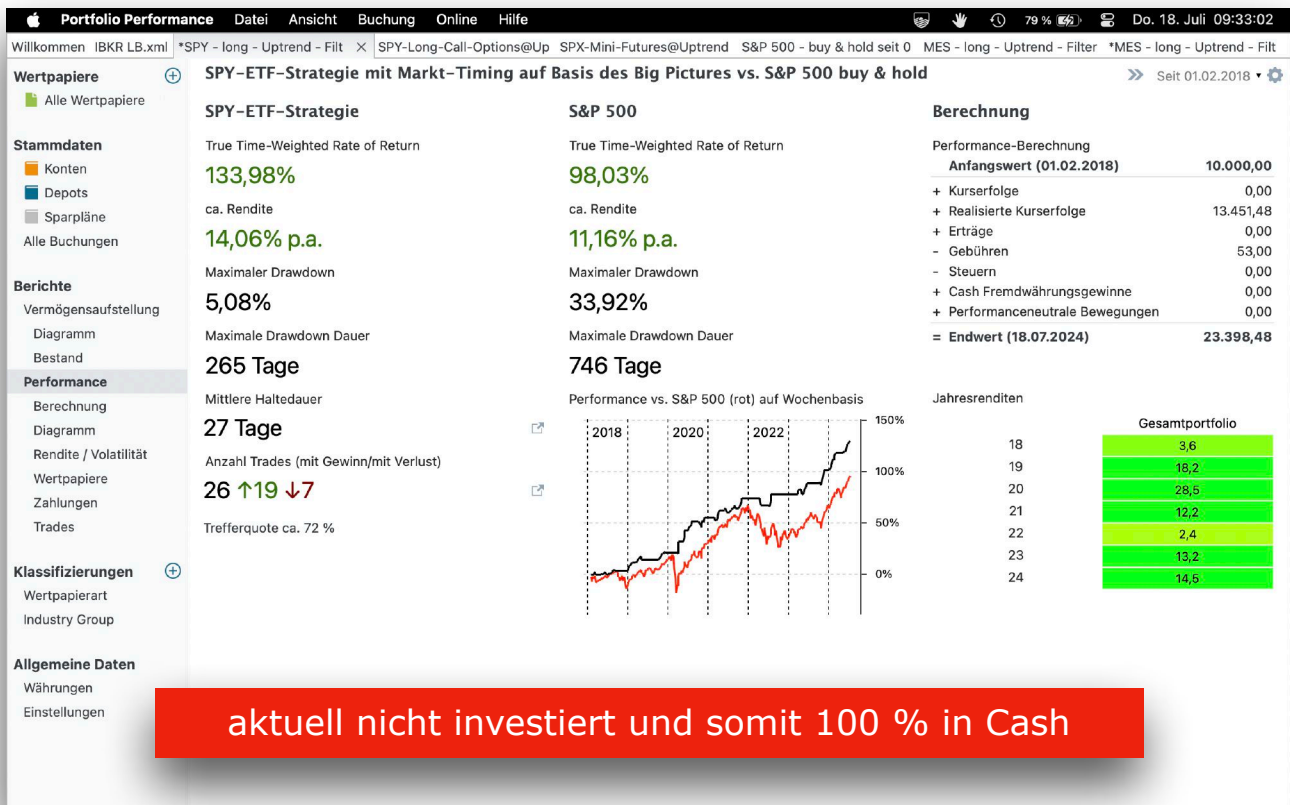 Portfolio Performance Datei Ansicht Buchung Online Hilfe 79 % Do. 18. Juli 09:33:02
Willkommen IBKR LB.xml *SPY - long - Uptrend - Filt SPY-Long-Call-Options@Up SPX-Mini-Futures@Uptrend S&P 500 - buy & hold seit 0 MES - long - Uptrend - Filter *MES - long - Uptrend - Filt
Wertpapiere
Alle Wertpapiere
Stammdaten
Konten
Depots
Sparpläne
Alle Buchungen
Berichte
Vermögensaufstellung
Diagramm
Bestand
Performance
Berechnung
Diagramm
Rendite / Volatilität
Wertpapiere
Zahlungen
Trades
Klassifizierungen
Wertpapierart
Industry Group
Allgemeine Daten
Währungen
Einstellungen
SPY-ETF-Strategie mit Markt-Timing auf Basis des Big Pictures vs. S&P 500 buy & hold
Seit 01.02.2018
SPY-ETF-Strategie
True Time-Weighted Rate of Return
133,98%
ca. Rendite
14,06% p.a.
Maximaler Drawdown
5,08%
Maximale Drawdown Dauer
265 Tage
Mittlere Haltedauer
27 Tage
Anzahl Trades (mit Gewinn/mit Verlust)
26 ↑19 ↓7
Trefferquote ca. 72 %
S&P 500
True Time-Weighted Rate of Return
98,03%
ca. Rendite
11,16% p.a.
Maximaler Drawdown
33,92%
Maximale Drawdown Dauer
746 Tage
Performance vs. S&P 500 (rot) auf Wochenbasis
2018 2020 2022
150%
100%
50%
0%
Berechnung
Performance-Berechnung
Anfangswert (01.02.2018) 10.000,00
+ Kurserfolge 0,00
+ Realisierte Kurserfolge 13.451,48
+ Erträge 0,00
- Gebühren 53,00
- Steuern 0,00
+ Cash Fremdwährungsgewinne 0,00
+ Performanceneutrale Bewegungen 0,00
= Endwert (18.07.2024) 23.398,48
Jahresrenditen
Gesamtportfolio
18 3,6
19 18,2
20 28,5
21 12,2
22 2,4
23 13,2
24 14,5
aktuell nicht investiert und somit 100 % in Cash